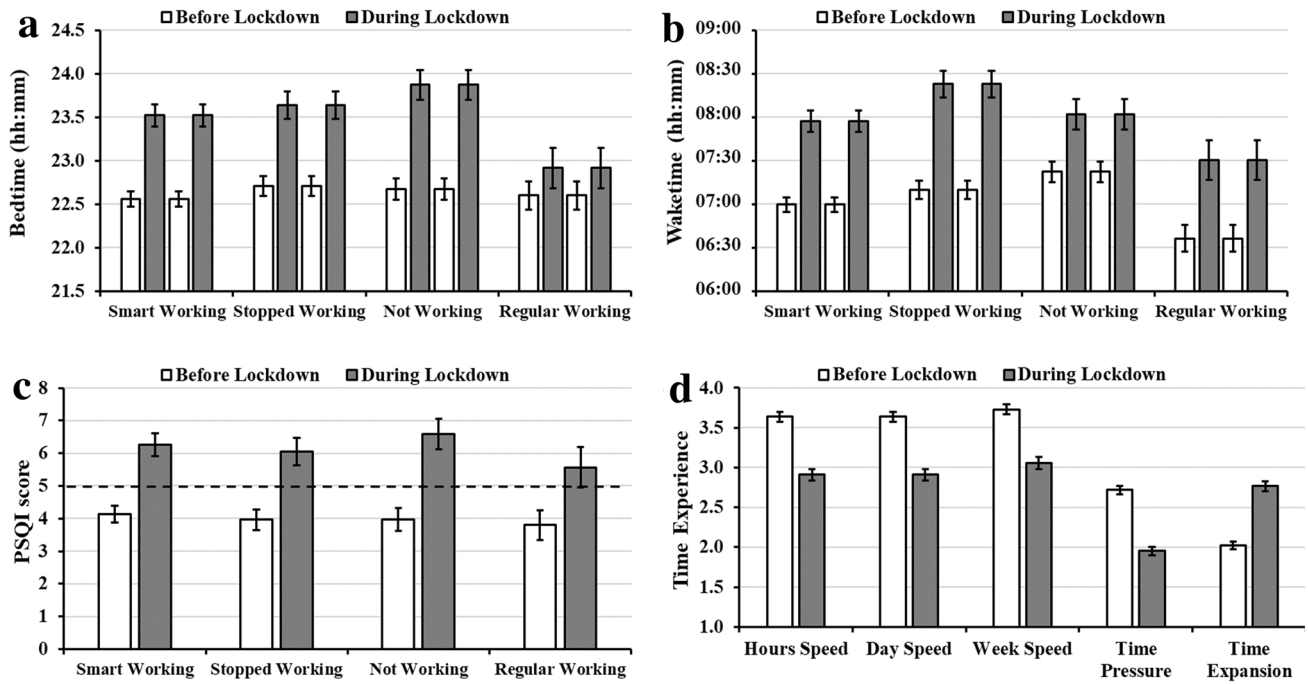 a
Before Lockdown During Lockdown
Bedtime (hh:mm)
24.5
24.0
23.5
23.0
22.5
22.0
21.5
Smart Working Stopped Working Not Working Regular Working
b
Before Lockdown During Lockdown
Waketime (hh:mm)
09:00
08:30
08:00
07:30
07:00
06:30
06:00
Smart Working Stopped Working Not Working Regular Working
c
Before Lockdown During Lockdown
PSQI score
8
7
6
5
4
3
2
1
0
Smart Working Stopped Working Not Working Regular Working
d
Before Lockdown During Lockdown
Time Experience
4.0
3.5
3.0
2.5
2.0
1.5
1.0
Hours Speed Day Speed Week Speed Time Time
Pressure Expansion